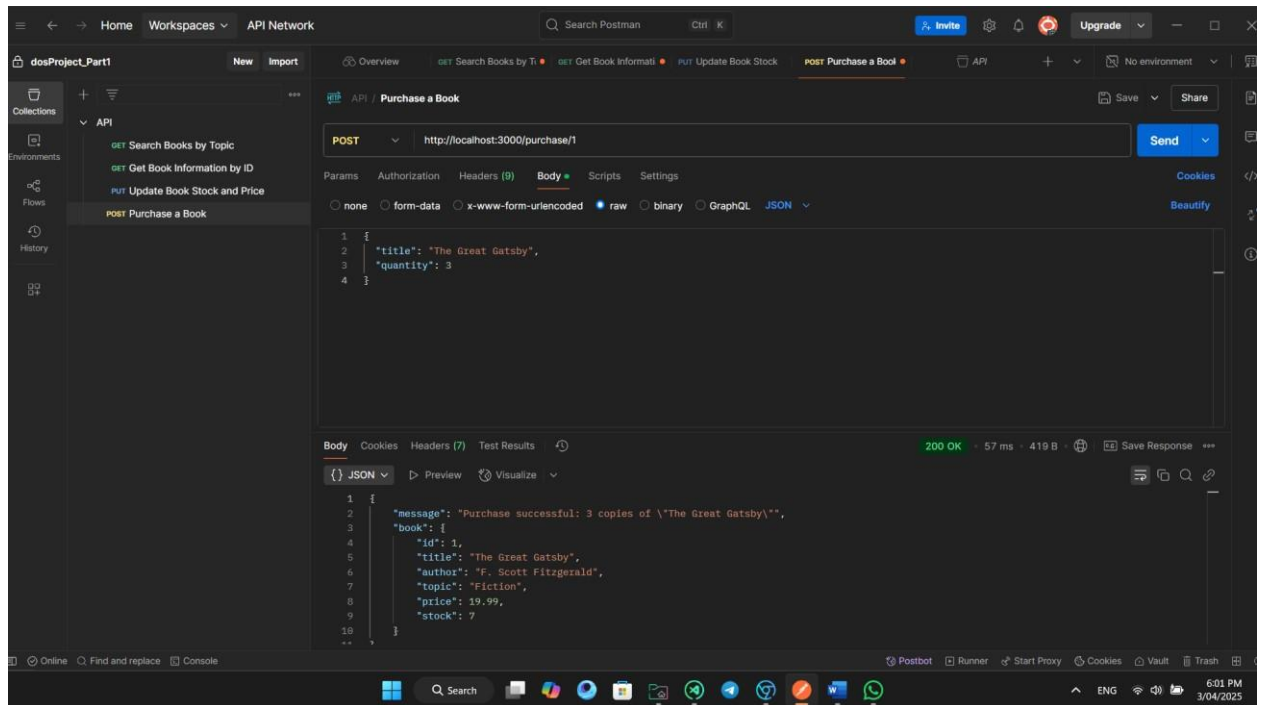 Home Workspaces API Network Search Postman Ctrl K Invite Upgrade
dosProject_Part1 New Import Overview GET Search Books by To GET Get Book Informati PUT Update Book Stock POST Purchase a Bool API No environment
Collections
Environments
Flows
History
API
GET Search Books by Topic
GET Get Book Information by ID
PUT Update Book Stock and Price
POST Purchase a Book
HTTP API / Purchase a Book Save Share
POST http://localhost:3000/purchase/1 Send
Params Authorization Headers (9) Body Scripts Settings Cookies
none form-data x-www-form-urlencoded raw binary GraphQL JSON Beautify
1 {
2 "title": "The Great Gatsby",
3 "quantity": 3
4 }
Body Cookies Headers (7) Test Results 200 OK 57 ms 419 B e.g. Save Response
{} JSON Preview Visualize
1 {
2 "message": "Purchase successful: 3 copies of \"The Great Gatsby\"",
3 "book": {
4 "id": 1,
5 "title": "The Great Gatsby",
6 "author": "F. Scott Fitzgerald",
7 "topic": "Fiction",
8 "price": 19.99,
9 "stock": 7
10 }
Online Find and replace Console Postbot Runner Start Proxy Cookies Vault Trash
Search ENG 6:01 PM
3/04/2025